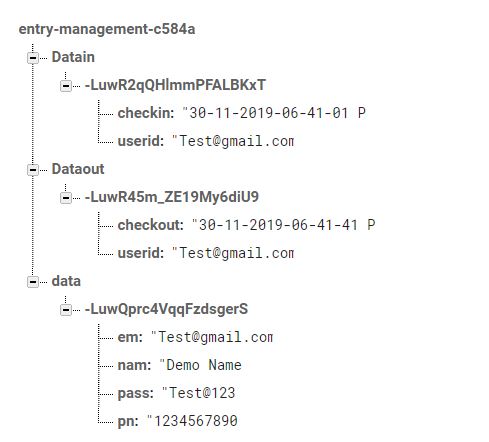 entry-management-c584a
Datain
-LuwR2qQHlmmPFALBKxT
checkin: "30-11-2019-06-41-01 P
userid: "Test@gmail.com
Dataout
-LuwR45m_ZE19My6diU9
checkout: "30-11-2019-06-41-41 P
userid: "Test@gmail.com
data
-LuwQprc4VqqFzdsgerS
em: "Test@gmail.com
nam: "Demo Name
pass: "Test@123
pn: "1234567890